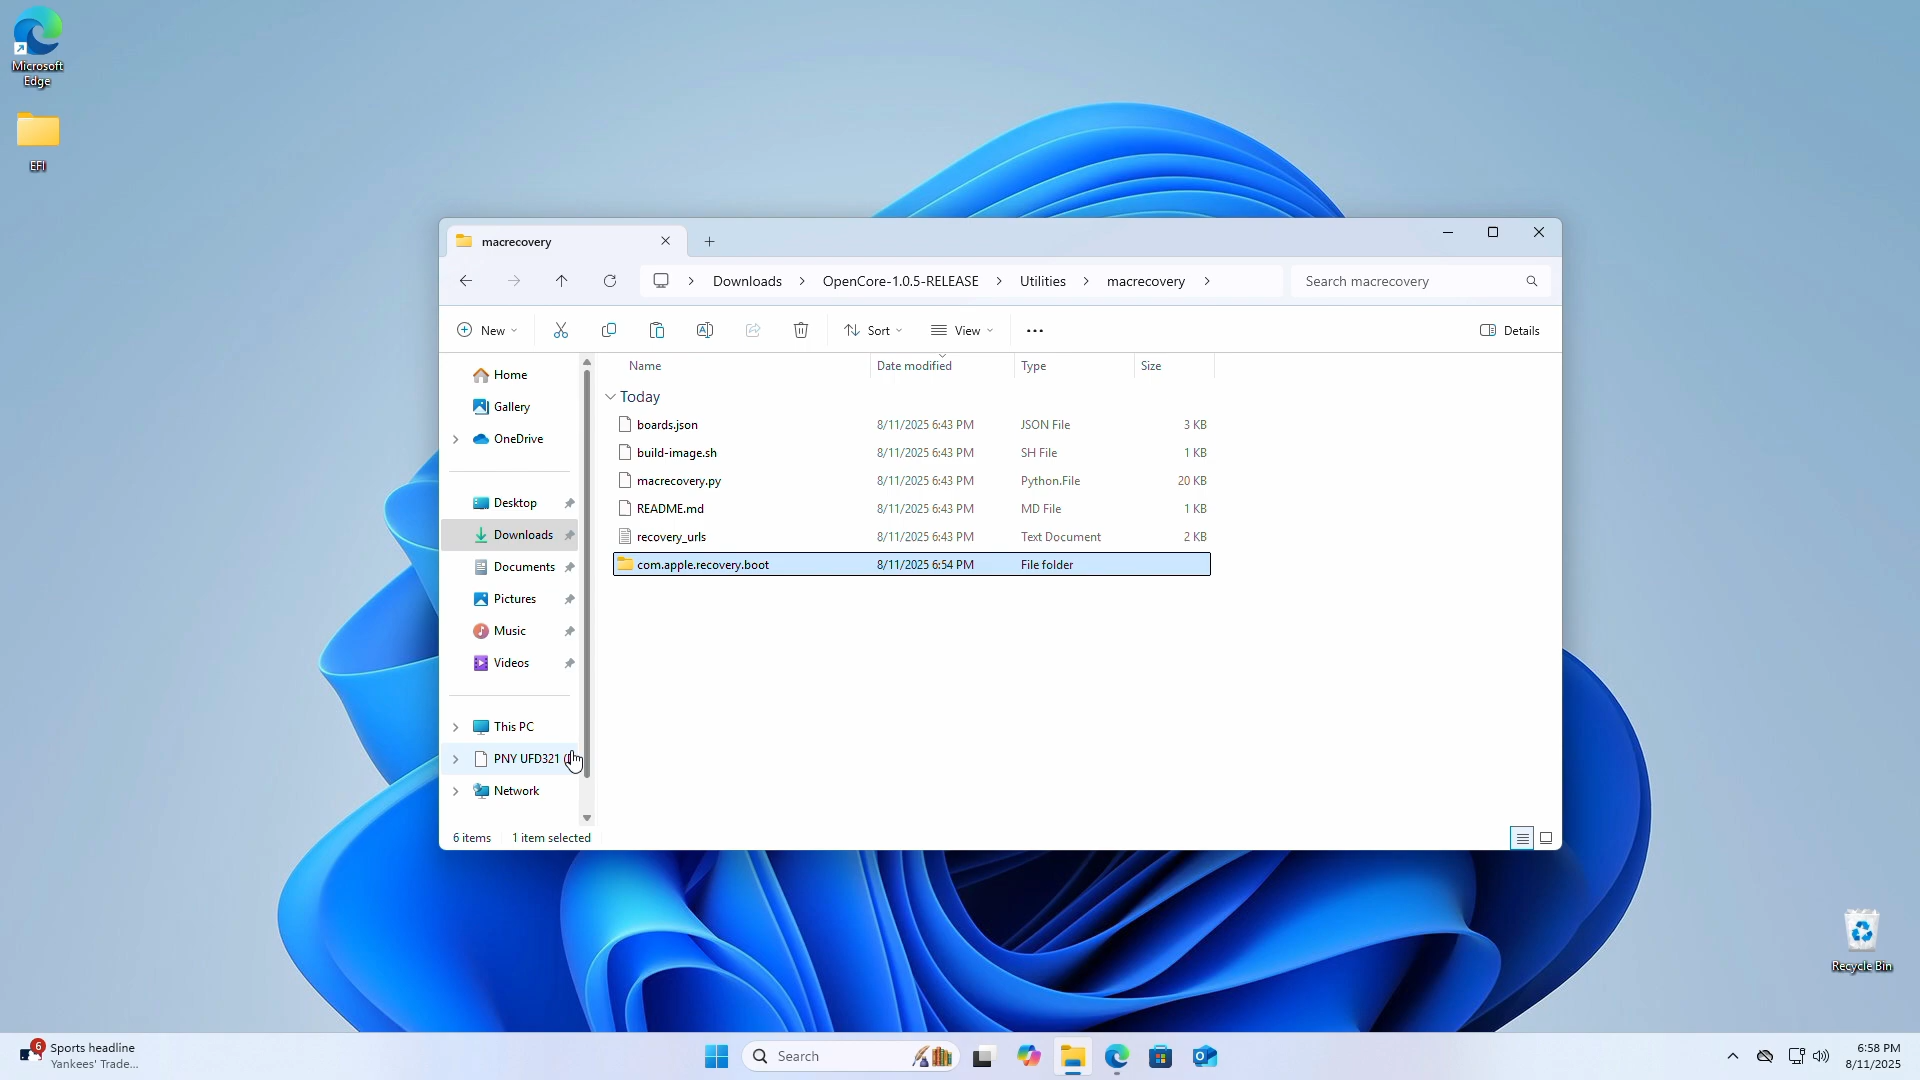 Microsoft
Edge
EFI
macrecovery
Downloads
OpenCore-1.0.5-RELEASE
Utilities
macrecovery
Search macrecovery
New
Sort
View
Details
Home
Gallery
OneDrive
Desktop
Downloads
Documents
Pictures
Music
Videos
This PC
PNY UFD321
Network
Name
Date modified
Type
Size
Today
boards.json 8/11/2025 6:43 PM JSON File 3 KB
build-image.sh 8/11/2025 6:43 PM SH File 1 KB
macrecovery.py 8/11/2025 6:43 PM Python.File 20 KB
README.md 8/11/2025 6:43 PM MD File 1 KB
recovery_urls 8/11/2025 6:43 PM Text Document 2 KB
com.apple.recovery.boot 8/11/2025 6:54 PM File folder
6 items
1 item selected
Recycle Bin
6
Sports headline
Yankees' Trade...
Search
6:58 PM
8/11/2025